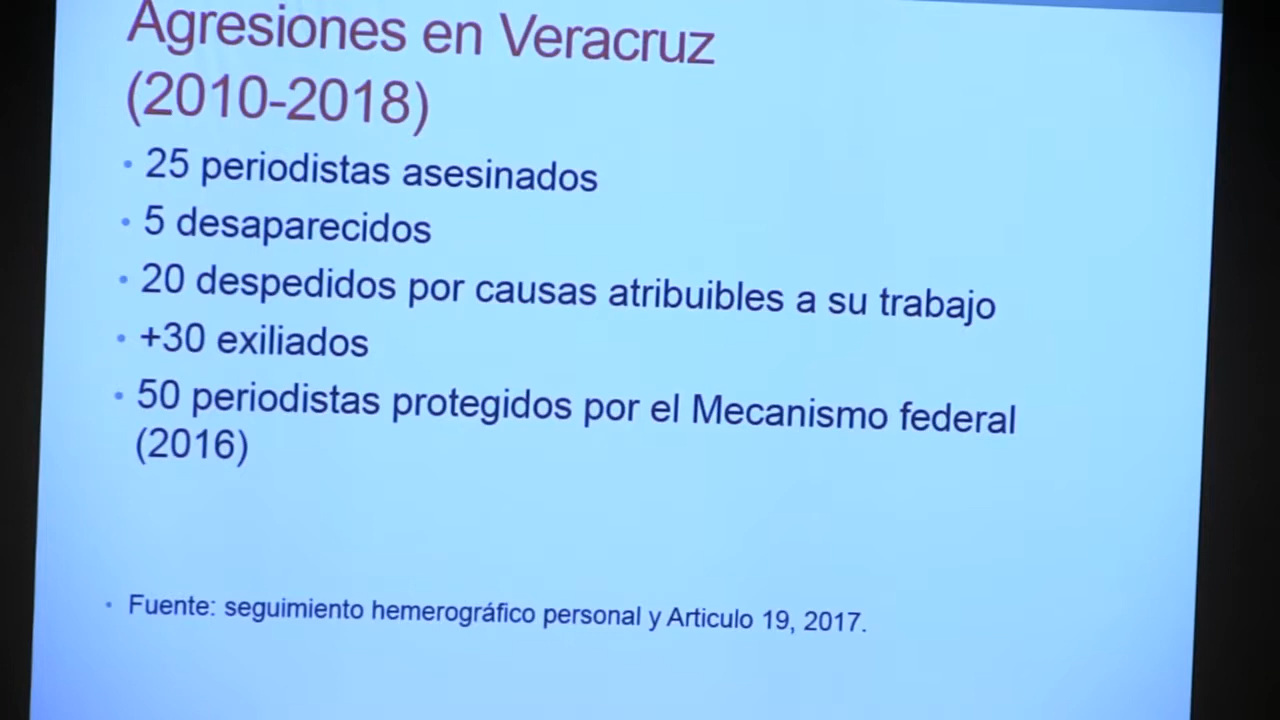 Agresiones en Veracruz
(2010-2018)
• 25 periodistas asesinados
• 5 desaparecidos
• 20 despedidos por causas atribuibles a su trabajo
• +30 exiliados
• 50 periodistas protegidos por el Mecanismo federal
(2016)
• Fuente: seguimiento hemerográfico personal y Articulo 19, 2017.